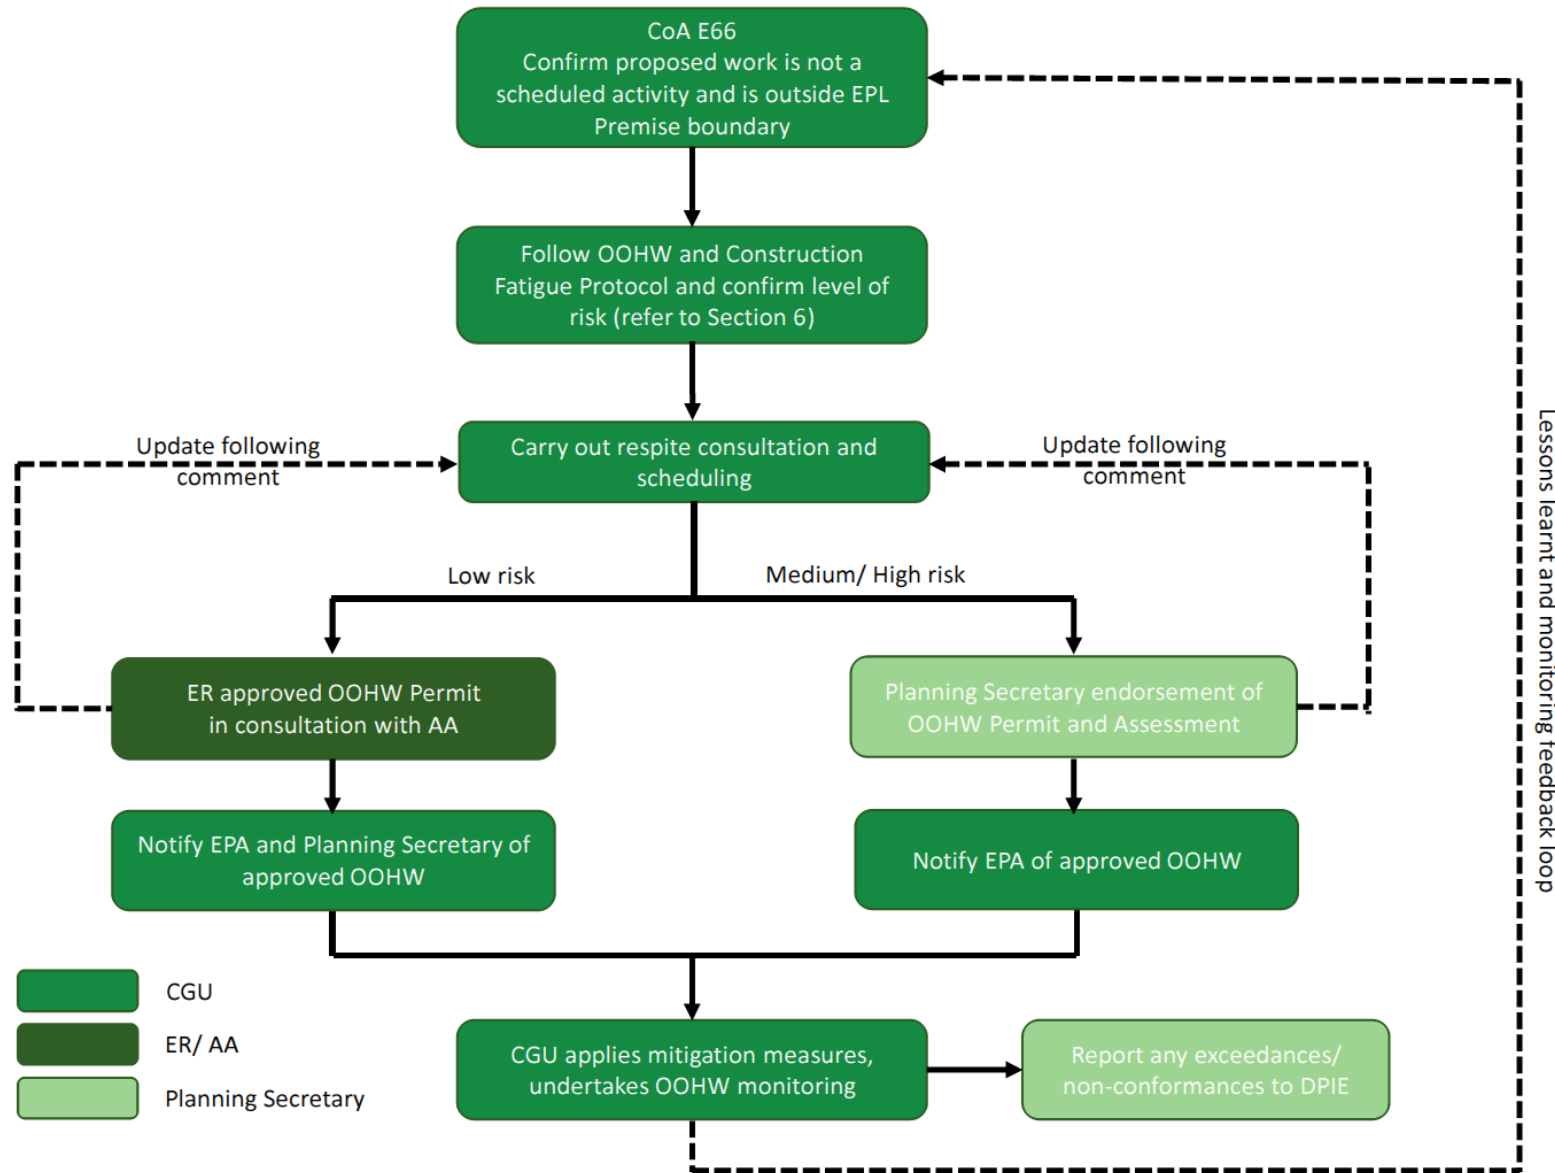 CoA E66
Confirm proposed work is not a
scheduled activity and is outside EPL
Premise boundary
Follow OOHW and Construction
Fatigue Protocol and confirm level of
risk (refer to Section 6)
Update following
comment
Carry out respite consultation and
scheduling
Update following
comment
Low risk
Medium/ High risk
ER approved OOHW Permit
in consultation with AA
Planning Secretary endorsement of
OOHW Permit and Assessment
Notify EPA and Planning Secretary of
approved OOHW
Notify EPA of approved OOHW
Lessons learnt and monitoring feedback loop
CGU
ER/ AA
Planning Secretary
CGU applies mitigation measures,
undertakes OOHW monitoring
Report any exceedances/
non-conformances to DPIE